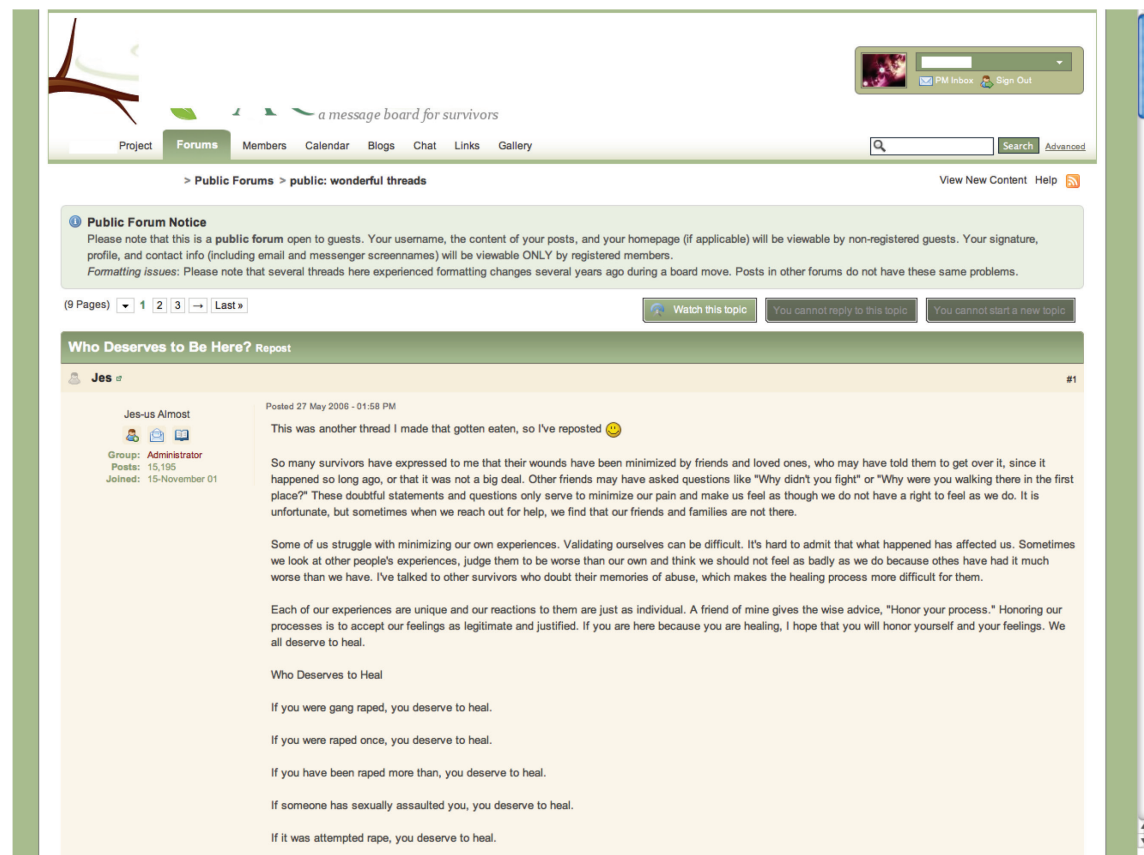 a message board for survivors
PM Inbox Sign Out
Project Forums Members Calendar Blogs Chat Links Gallery
Search Advanced
> Public Forums > public: wonderful threads
View New Content Help
Public Forum Notice
Please note that this is a public forum open to guests. Your username, the content of your posts, and your homepage (if applicable) will be viewable by non-registered guests. Your signature,
profile, and contact info (including email and messenger screennames) will be viewable ONLY by registered members.
Formatting issues: Please note that several threads here experienced formatting changes several years ago during a board move. Posts in other forums do not have these same problems.
(9 Pages) 1 2 3 → Last »
Watch this topic You cannot reply to this topic You cannot start a new topic
Who Deserves to Be Here? Repost
Jes
#1
Jes-us Almost
Group: Administrator
Posts: 15,195
Joined: 15-November 01
Posted 27 May 2006 - 01:58 PM
This was another thread I made that gotten eaten, so I've reposted
So many survivors have expressed to me that their wounds have been minimized by friends and loved ones, who may have told them to get over it, since it
happened so long ago, or that it was not a big deal. Other friends may have asked questions like "Why didn't you fight" or "Why were you walking there in the first
place?" These doubtful statements and questions only serve to minimize our pain and make us feel as though we do not have a right to feel as we do. It is
unfortunate, but sometimes when we reach out for help, we find that our friends and families are not there.
Some of us struggle with minimizing our own experiences. Validating ourselves can be difficult. It's hard to admit that what happened has affected us. Sometimes
we look at other people's experiences, judge them to be worse than our own and think we should not feel as badly as we do because othes have had it much
worse than we have. I've talked to other survivors who doubt their memories of abuse, which makes the healing process more difficult for them.
Each of our experiences are unique and our reactions to them are just as individual. A friend of mine gives the wise advice, "Honor your process." Honoring our
processes is to accept our feelings as legitimate and justified. If you are here because you are healing, I hope that you will honor yourself and your feelings. We
all deserve to heal.
Who Deserves to Heal
If you were gang raped, you deserve to heal.
If you were raped once, you deserve to heal.
If you have been raped more than, you deserve to heal.
If someone has sexually assaulted you, you deserve to heal.
If it was attempted rape, you deserve to heal.